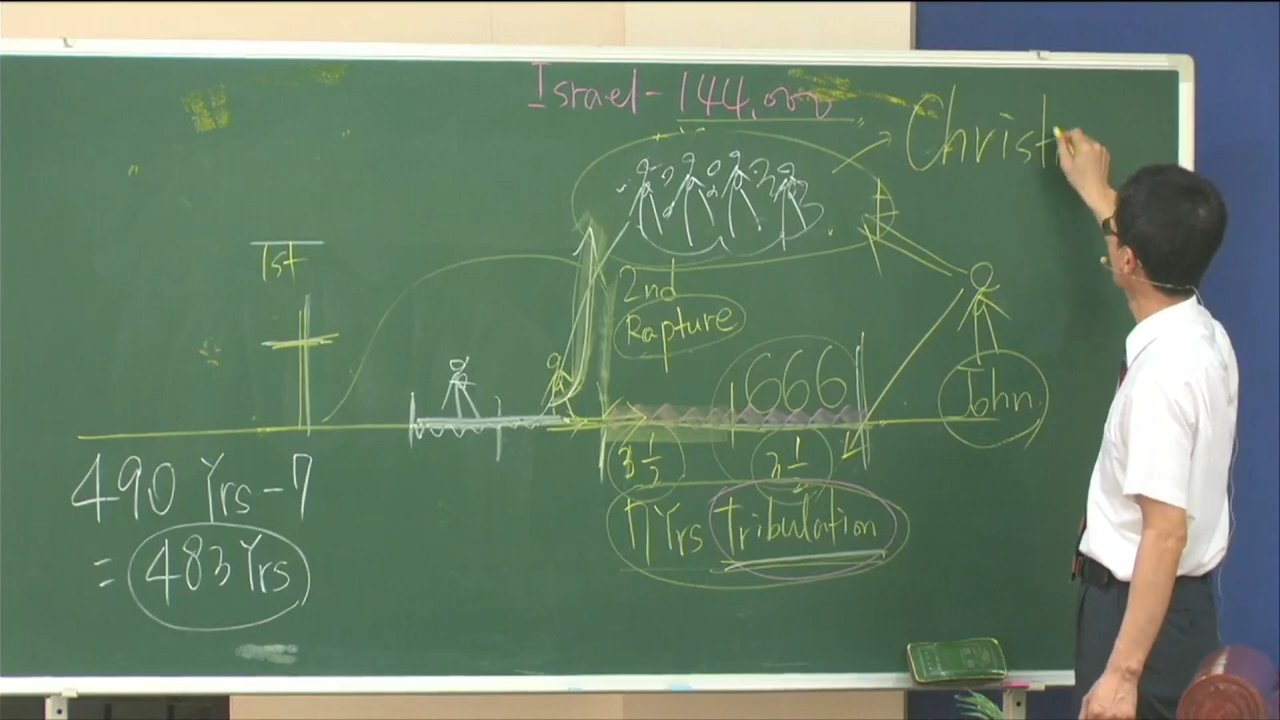 Israel - 144,000
Christ
1st
2nd
Rapture
666
John
3 1/2
3 1/2
7 Yrs Tribulation
490 Yrs - 7
= 483 Yrs